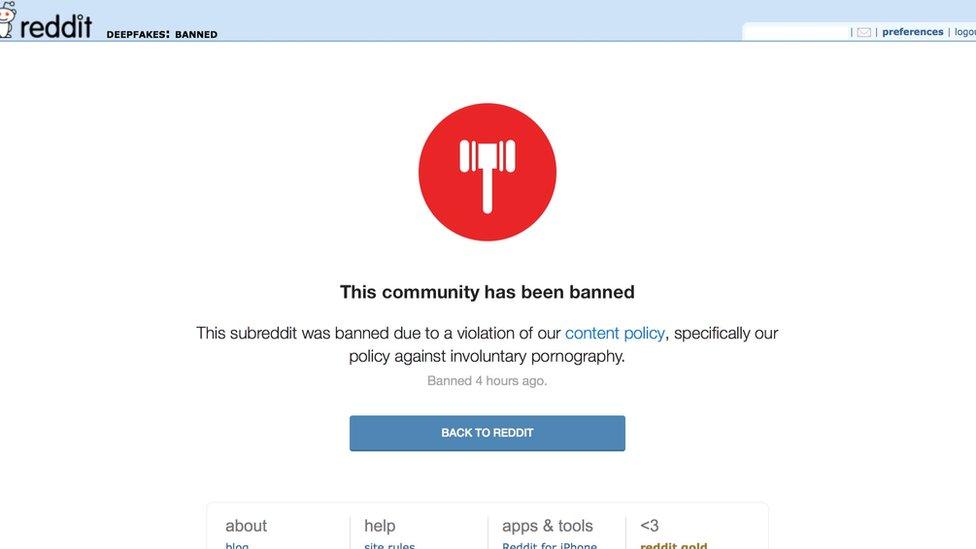 reddit DEEPFAKES: BANNED
| | preferences | logou
This community has been banned
This subreddit was banned due to a violation of our content policy, specifically our
policy against involuntary pornography.
Banned 4 hours ago.
BACK TO REDDIT
about help apps & tools <3
blog site rules Reddit for iPhone reddit gold